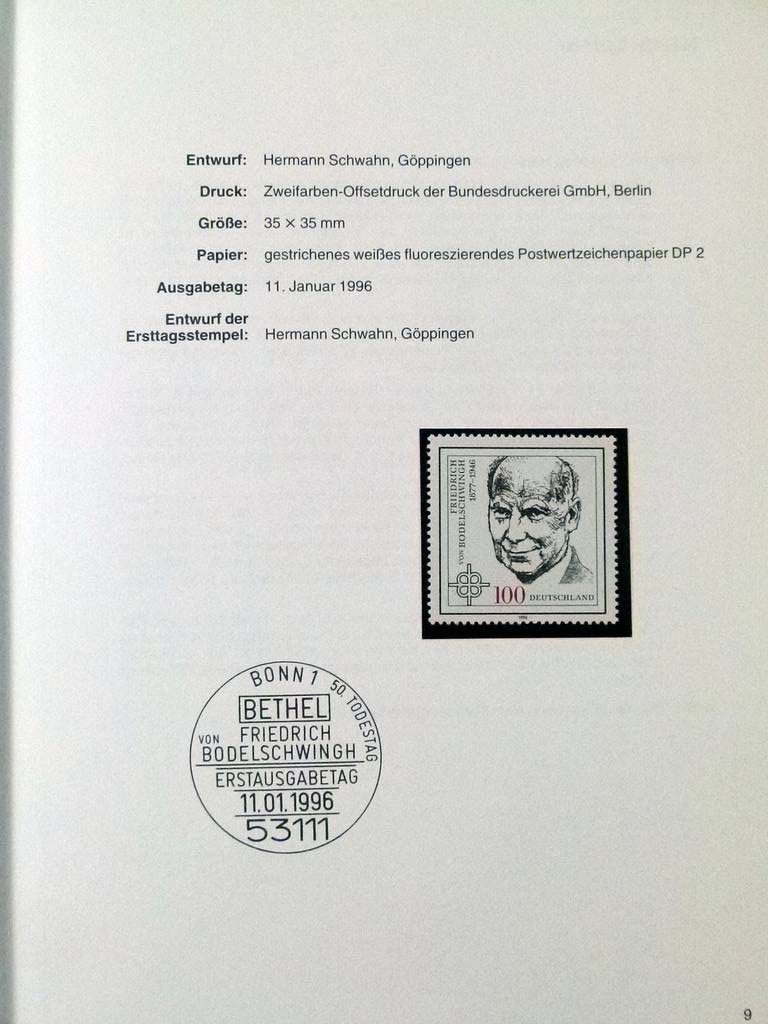 Entwurf: Hermann Schwahn, Göppingen
Druck: Zweifarben-Offsetdruck der Bundesdruckerei GmbH, Berlin
Größe: 35 × 35 mm
Papier: gestrichenes weißes fluoreszierendes Postwertzeichenpapier DP 2
Ausgabetag: 11. Januar 1996
Entwurf der
Ersttagsstempel: Hermann Schwahn, Göppingen
FRIEDRICH
VON BODELSCHWINGH
1877–1946
100 DEUTSCHLAND
1996
BONN 1
50. TODESTAG
BETHEL
VON FRIEDRICH
BODELSCHWINGH
ERSTAUSGABETAG
11.01.1996
53111
9